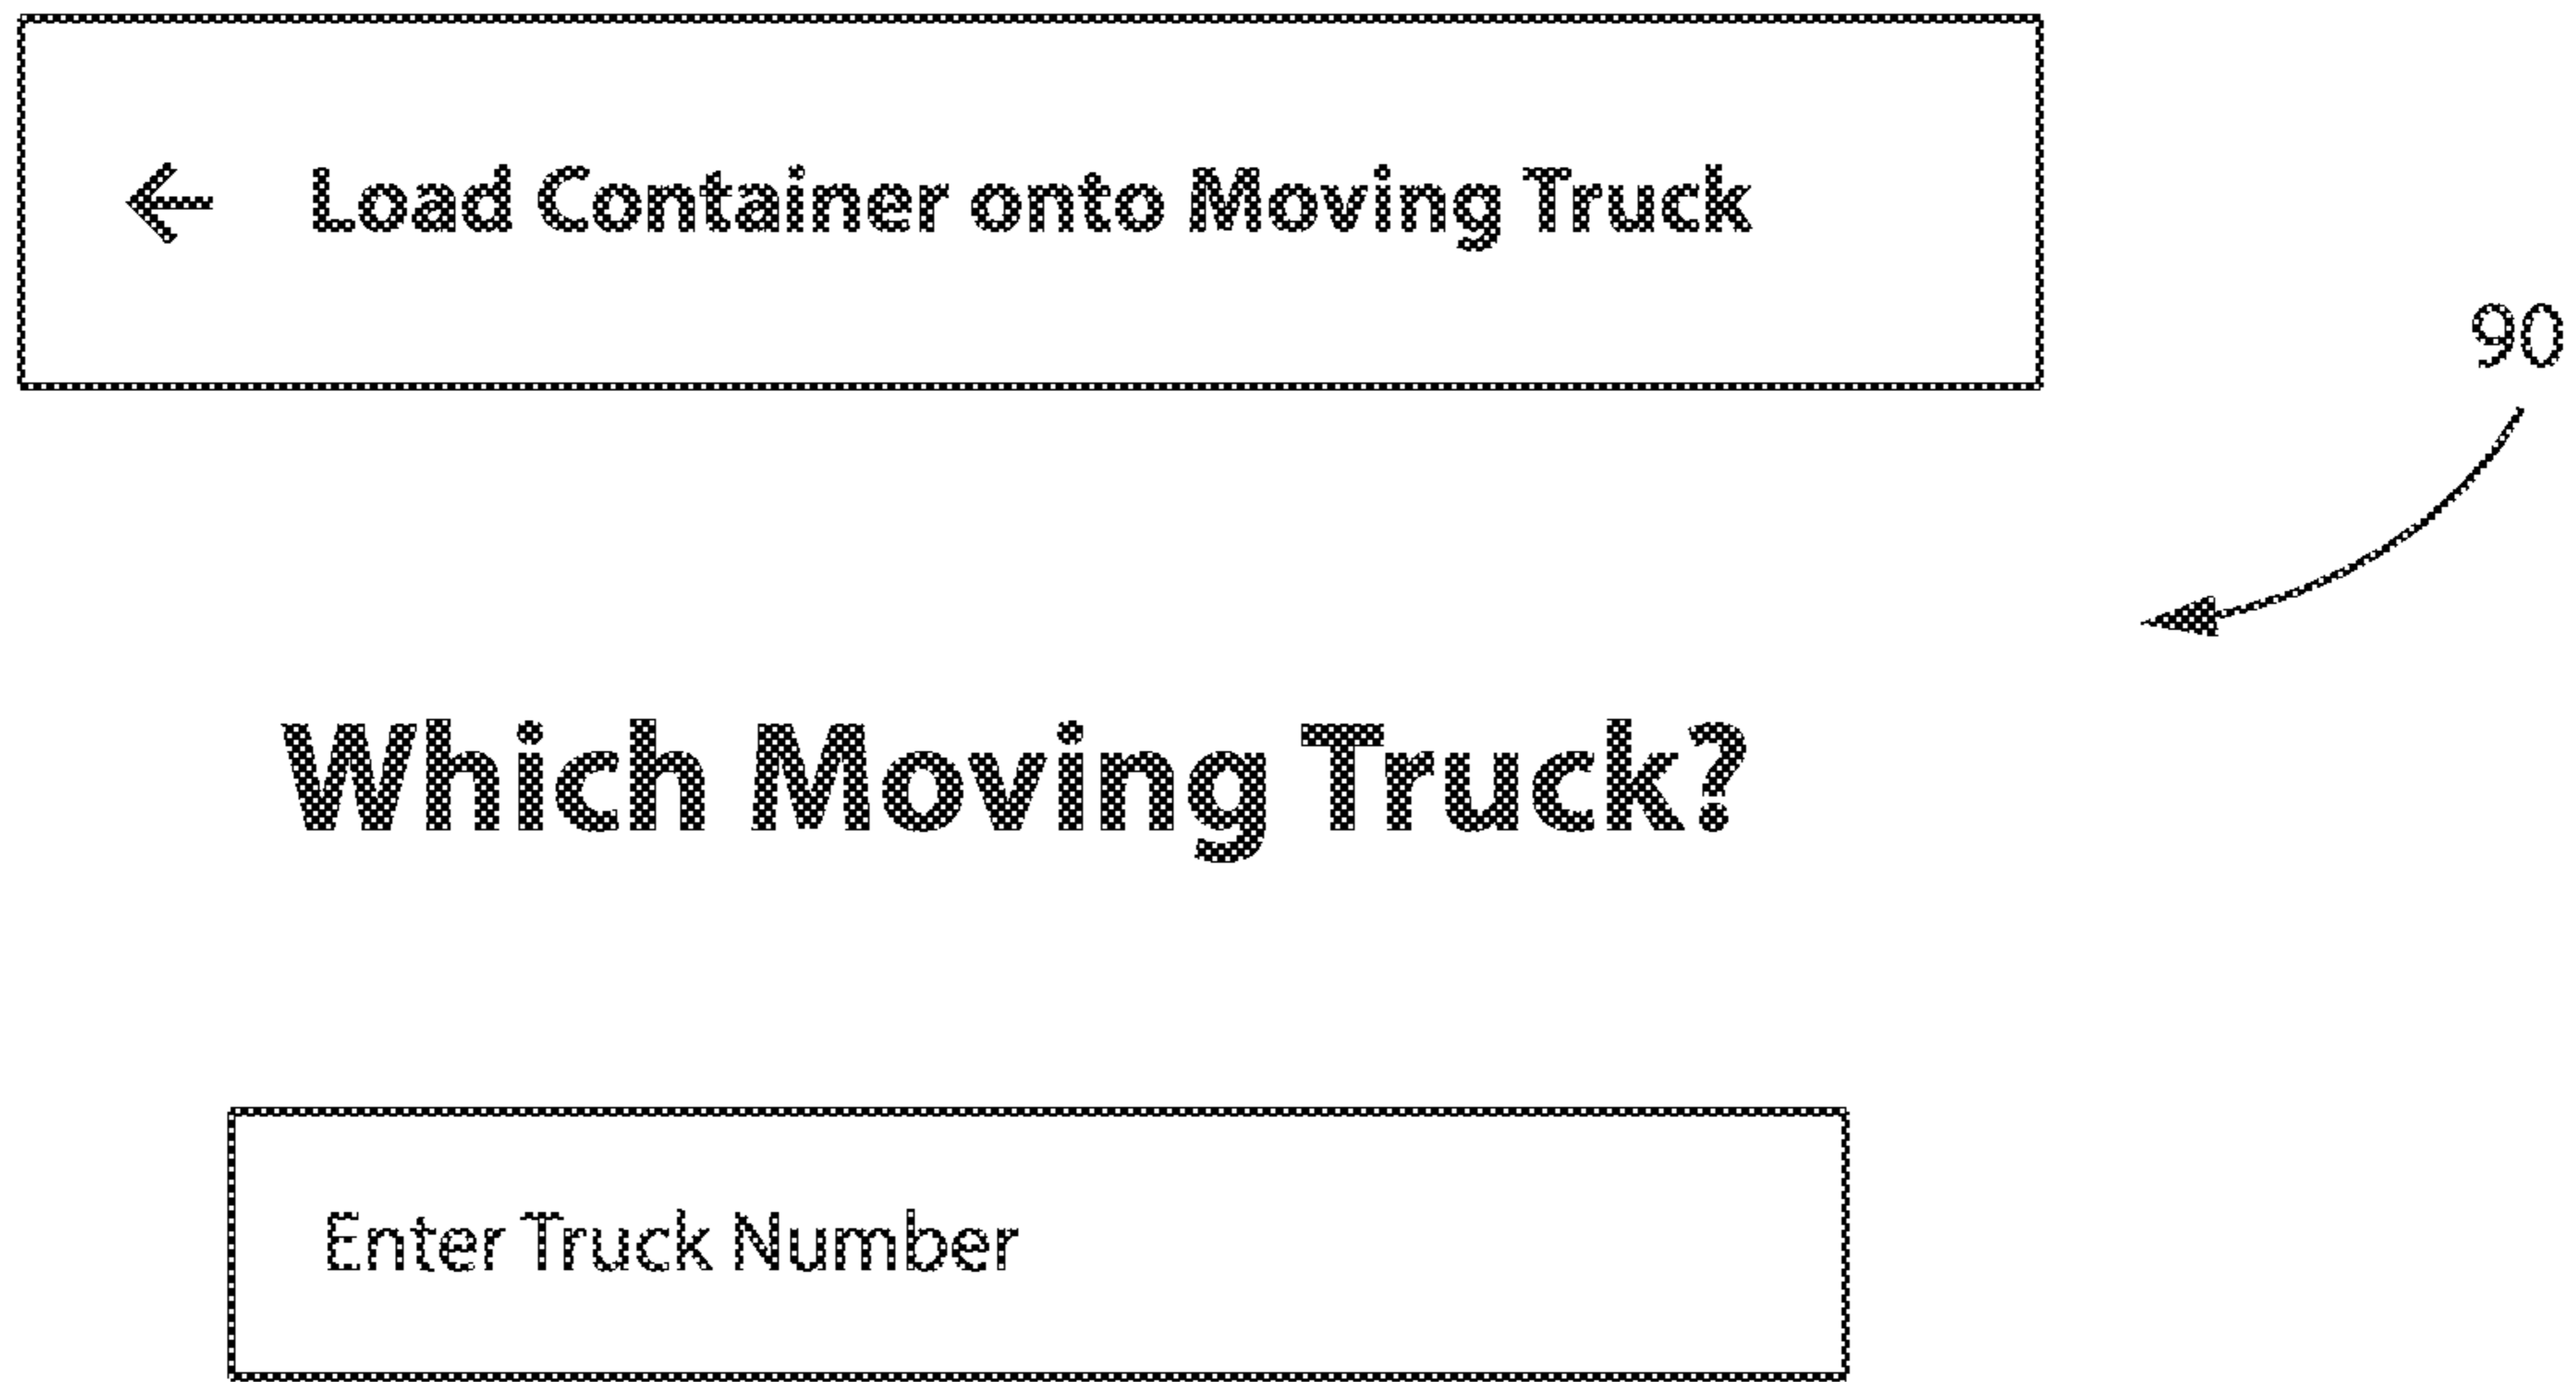 ← Load Container onto Moving Truck
90
Which Moving Truck?
Enter Truck Number